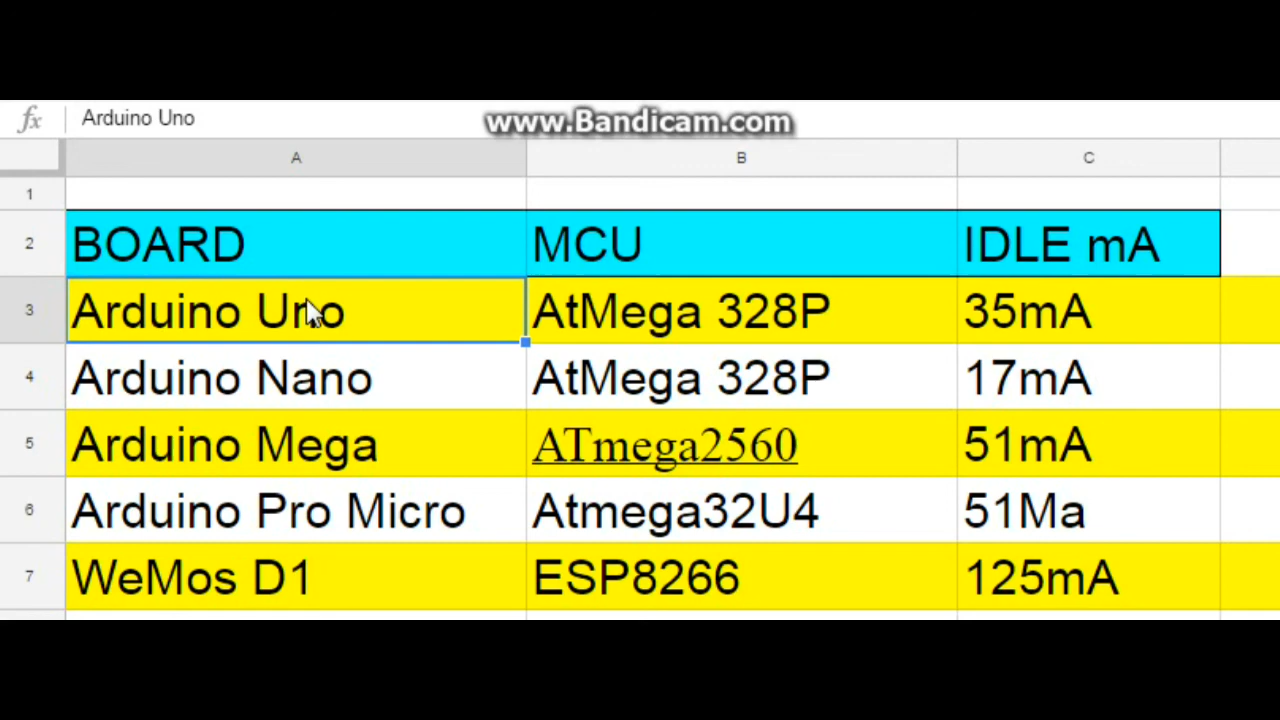 fx Arduino Uno www.Bandicam.com
A B C
1
2 BOARD MCU IDLE mA
3 Arduino Uno AtMega 328P 35mA
4 Arduino Nano AtMega 328P 17mA
5 Arduino Mega ATmega2560 51mA
6 Arduino Pro Micro Atmega32U4 51Ma
7 WeMos D1 ESP8266 125mA